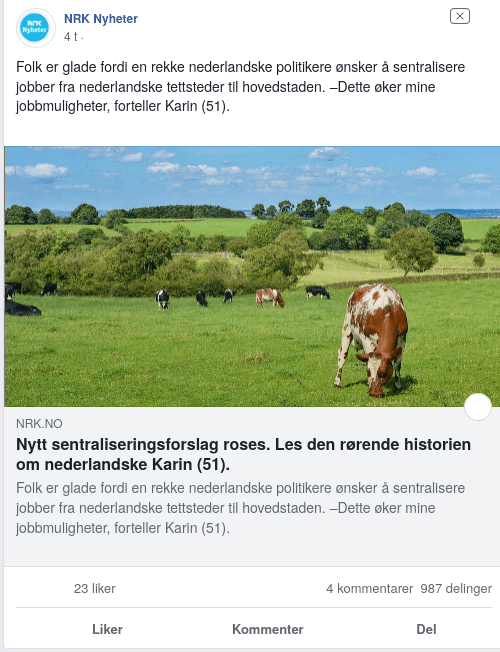 NRK
Nyheter
NRK Nyheter
4 t ·
Folk er glade fordi en rekke nederlandske politikere ønsker å sentralisere
jobber fra nederlandske tettsteder til hovedstaden. –Dette øker mine
jobbmuligheter, forteller Karin (51).
NRK.NO
Nytt sentraliseringsforslag roses. Les den rørende historien
om nederlandske Karin (51).
Folk er glade fordi en rekke nederlandske politikere ønsker å sentralisere
jobber fra nederlandske tettsteder til hovedstaden. –Dette øker mine
jobbmuligheter, forteller Karin (51).
23 liker 4 kommentarer 987 delinger
Liker Kommenter Del